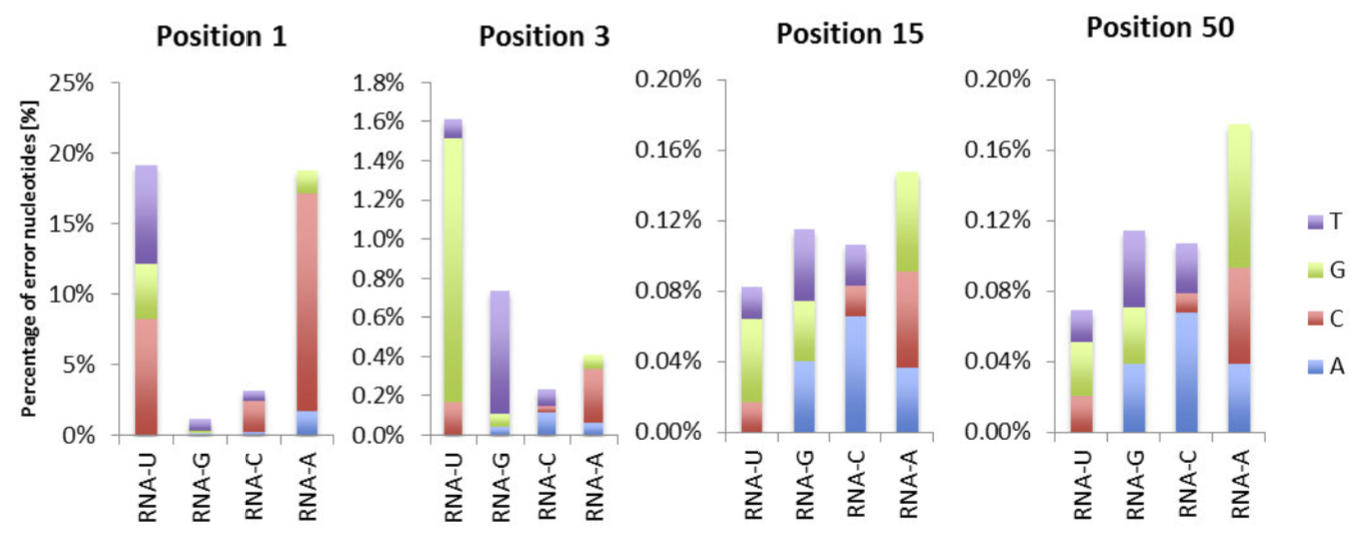 Position 1
Position 3
Position 15
Position 50
Percentage of error nucleotides [%]
25%
20%
15%
10%
5%
0%
RNA-U
RNA-G
RNA-C
RNA-A
1.8%
1.6%
1.4%
1.2%
1.0%
0.8%
0.6%
0.4%
0.2%
0.0%
RNA-U
RNA-G
RNA-C
RNA-A
0.20%
0.16%
0.12%
0.08%
0.04%
0.00%
RNA-U
RNA-G
RNA-C
RNA-A
0.20%
0.16%
0.12%
0.08%
0.04%
0.00%
RNA-U
RNA-G
RNA-C
RNA-A
T
G
C
A